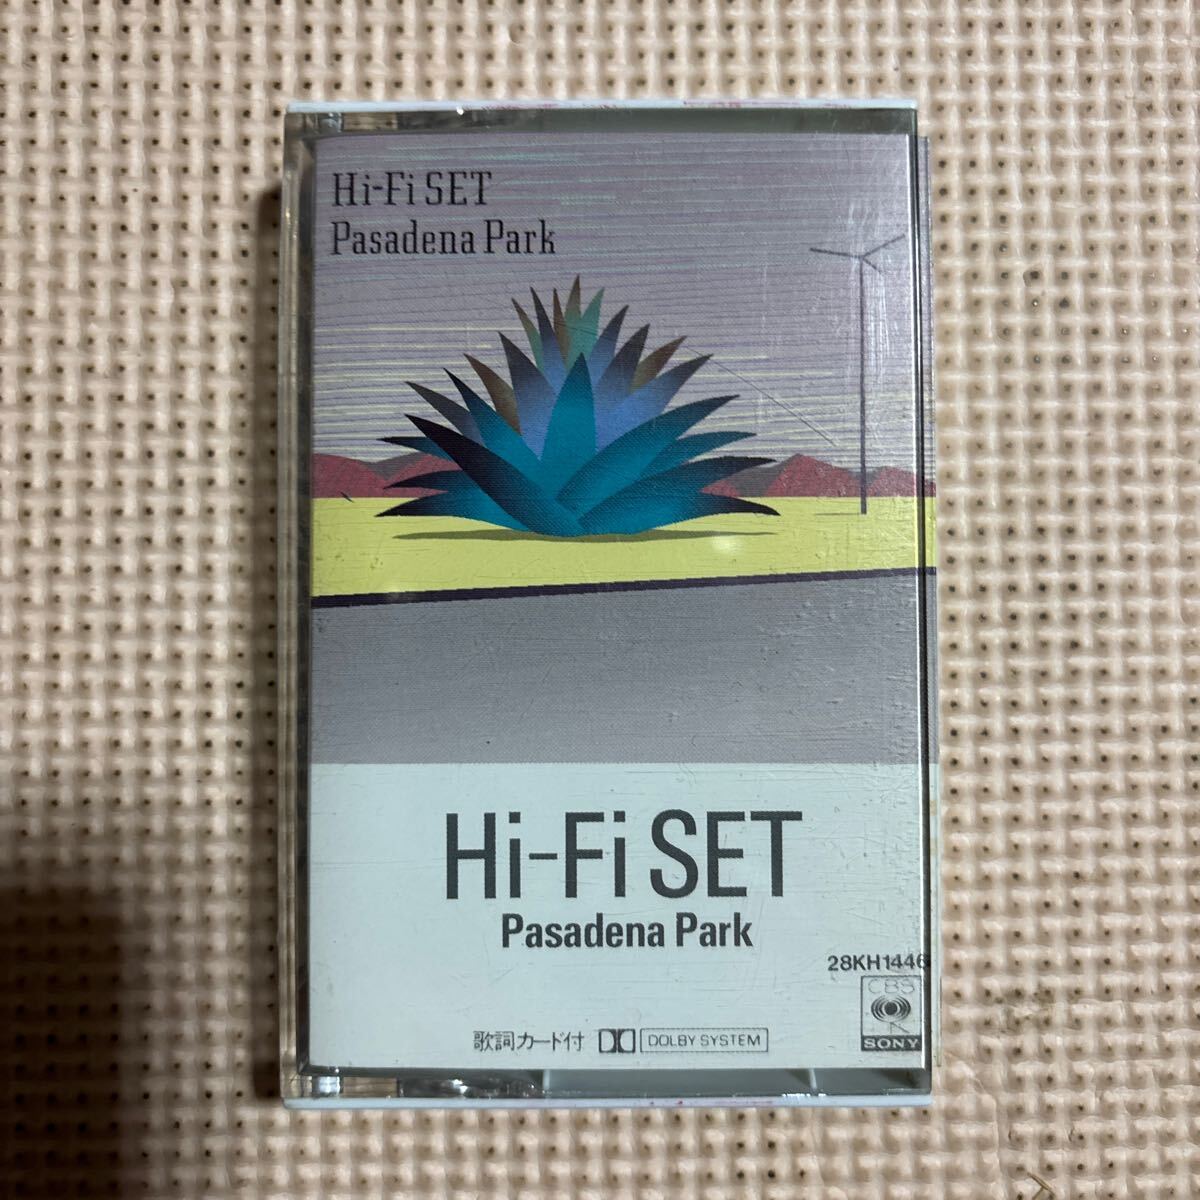 Hi-Fi SET
Pasadena Park
Hi-Fi SET
Pasadena Park
28KH1446
CBS
SONY
歌詞カード付 DOLBY SYSTEM